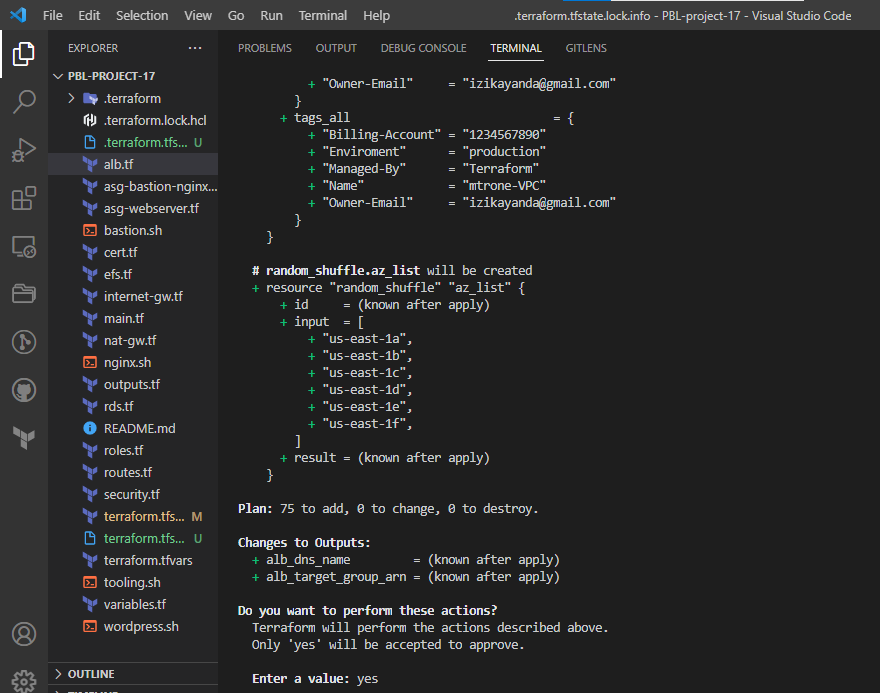 File Edit Selection View Go Run Terminal Help .terraform.tfstate.lock.info - PBL-project-17 - Visual Studio Code
EXPLORER ...
PBL-PROJECT-17
.terraform
.terraform.lock.hcl
.terraform.tfs... U
alb.tf
asg-bastion-nginx...
asg-webserver.tf
bastion.sh
cert.tf
efs.tf
internet-gw.tf
main.tf
nat-gw.tf
nginx.sh
outputs.tf
rds.tf
README.md
roles.tf
routes.tf
security.tf
terraform.tfs... M
terraform.tfs... U
terraform.tfvars
tooling.sh
variables.tf
wordpress.sh
OUTLINE
TIMELINE
PROBLEMS OUTPUT DEBUG CONSOLE TERMINAL GITLENS
+ "Owner-Email" = "izikayanda@gmail.com"
}
+ tags_all = {
+ "Billing-Account" = "1234567890"
+ "Enviroment" = "production"
+ "Managed-By" = "Terraform"
+ "Name" = "mtrone-VPC"
+ "Owner-Email" = "izikayanda@gmail.com"
}
}
# random_shuffle.az_list will be created
+ resource "random_shuffle" "az_list" {
+ id = (known after apply)
+ input = [
+ "us-east-1a",
+ "us-east-1b",
+ "us-east-1c",
+ "us-east-1d",
+ "us-east-1e",
+ "us-east-1f",
]
+ result = (known after apply)
}
Plan: 75 to add, 0 to change, 0 to destroy.
Changes to Outputs:
+ alb_dns_name = (known after apply)
+ alb_target_group_arn = (known after apply)
Do you want to perform these actions?
Terraform will perform the actions described above.
Only 'yes' will be accepted to approve.
Enter a value: yes